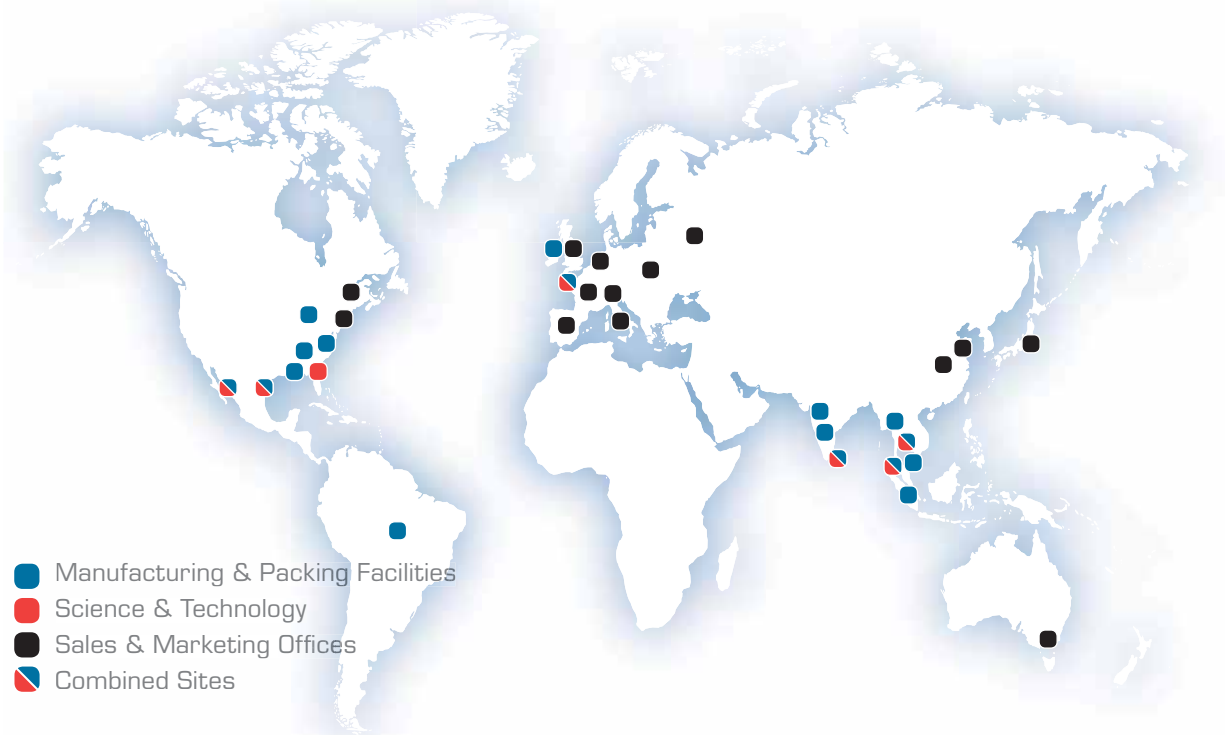 Manufacturing & Packing Facilities
Science & Technology
Sales & Marketing Offices
Combined Sites